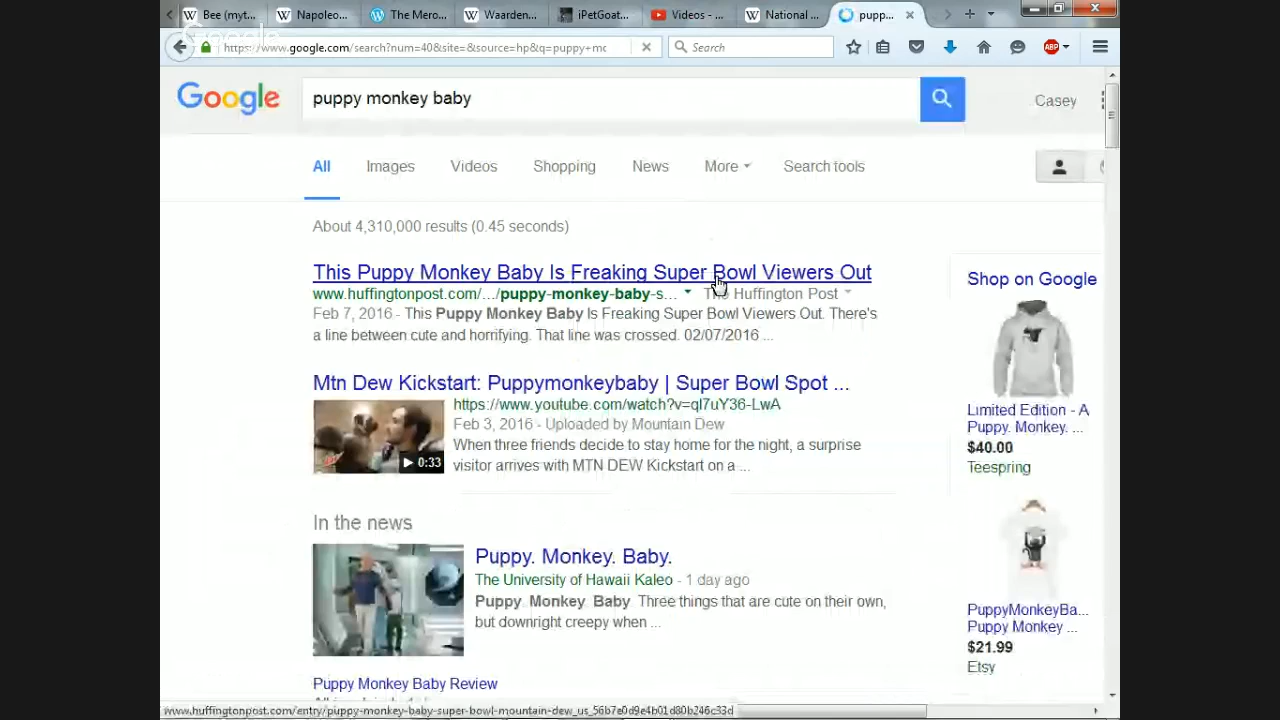 Bee (myt...
Napoleo...
The Mero...
Waarden...
iPetGoat...
Videos - ...
National ...
pupp...
https://www.google.com/search?num=40&site=&source=hp&q=puppy+mc
Search
ABP
Google
Google
puppy monkey baby
Casey
All
Images
Videos
Shopping
News
More
Search tools
About 4,310,000 results (0.45 seconds)
This Puppy Monkey Baby Is Freaking Super Bowl Viewers Out
www.huffingtonpost.com/.../puppy-monkey-baby-s... The Huffington Post
Feb 7, 2016 - This Puppy Monkey Baby Is Freaking Super Bowl Viewers Out. There's
a line between cute and horrifying. That line was crossed. 02/07/2016 ...
Mtn Dew Kickstart: Puppymonkeybaby | Super Bowl Spot ...
https://www.youtube.com/watch?v=ql7uY36-LwA
Feb 3, 2016 - Uploaded by Mountain Dew
When three friends decide to stay home for the night, a surprise
visitor arrives with MTN DEW Kickstart on a ...
0:33
In the news
Puppy. Monkey. Baby.
The University of Hawaii Kaleo - 1 day ago
Puppy. Monkey. Baby. Three things that are cute on their own,
but downright creepy when ...
Puppy Monkey Baby Review
Shop on Google
Limited Edition - A
Puppy. Monkey. ...
$40.00
Teespring
PuppyMonkeyBa...
Puppy Monkey ...
$21.99
Etsy
www.huffingtonpost.com/entry/puppy-monkey-baby-super-bowl-mountain-dew_us_56b7e0d9e4b01d80b246c33d